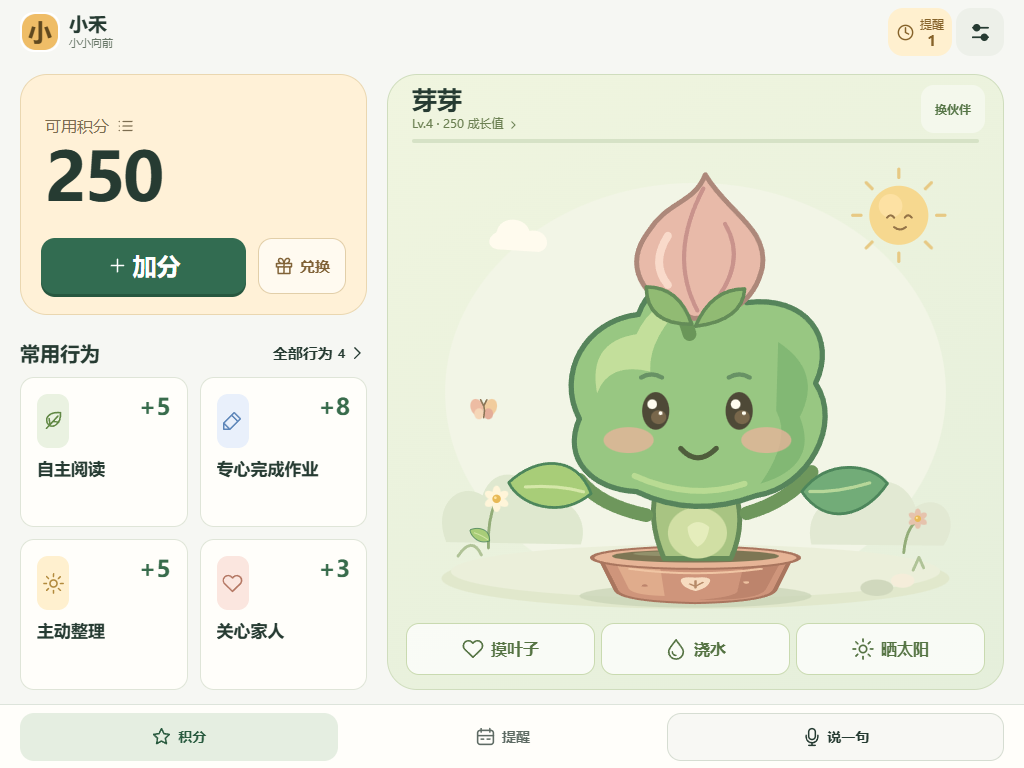 小
小禾
小小向前
提醒
1
可用积分
250
+ 加分
兑换
常用行为
全部行为 4
+5
自主阅读
+8
专心完成作业
+5
主动整理
+3
关心家人
芽芽
Lv.4 · 250 成长值
换伙伴
摸叶子
浇水
晒太阳
积分
提醒
说一句